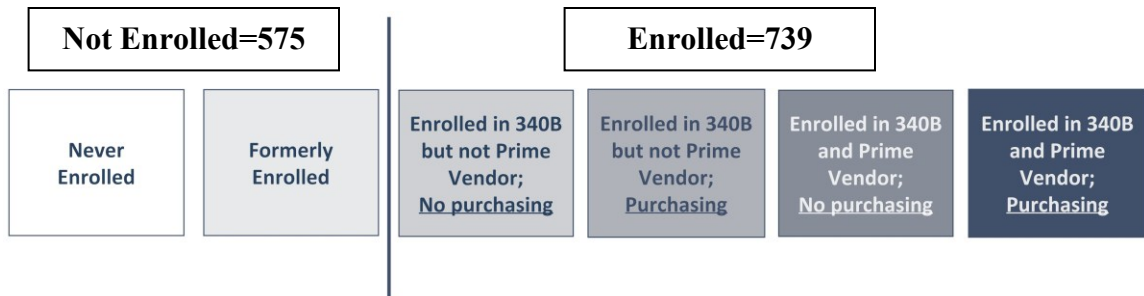 Not Enrolled=575
Enrolled=739
Never
Enrolled
Formerly
Enrolled
Enrolled in 340B
but not Prime
Vendor;
No purchasing
Enrolled in 340B
but not Prime
Vendor;
Purchasing
Enrolled in 340B
and Prime
Vendor;
No purchasing
Enrolled in 340B
and Prime
Vendor;
Purchasing